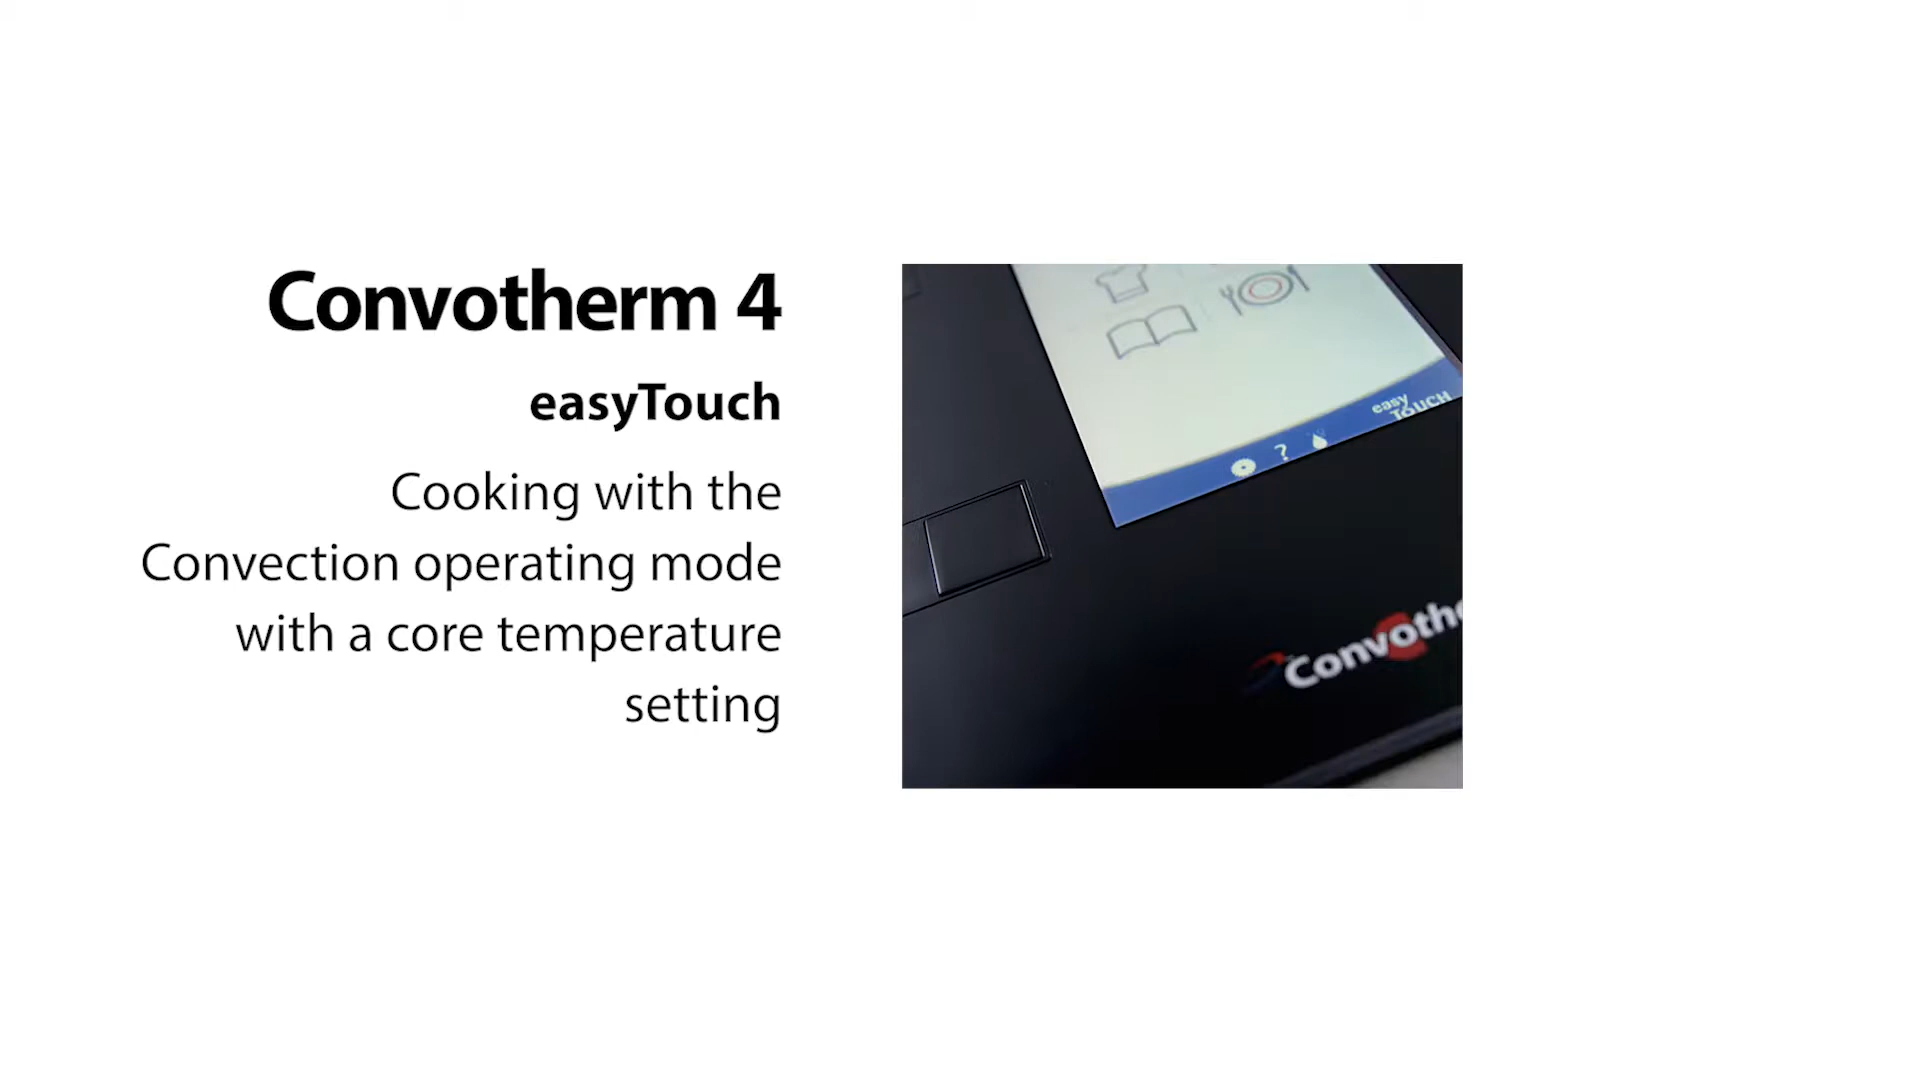 Convotherm 4
easyTouch
Cooking with the
Convection operating mode
with a core temperature
setting
?
easy
TOUCH
Convoth